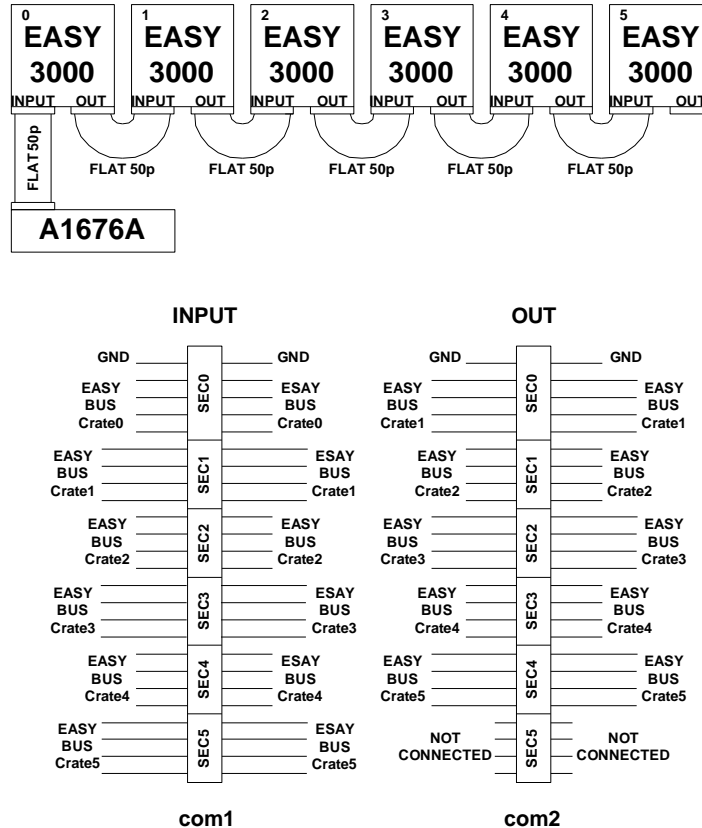 0 1 2 3 4 5
EASY EASY EASY EASY EASY EASY
3000 3000 3000 3000 3000 3000
INPUT OUT INPUT OUT INPUT OUT INPUT OUT INPUT OUT INPUT OUT
FLAT 50p
FLAT 50p FLAT 50p FLAT 50p FLAT 50p FLAT 50p
A1676A
INPUT OUT
GND SEC0 GND GND SEC0 GND
EASY ESAY EASY EASY
BUS BUS BUS BUS
Crate0 Crate0 Crate1 Crate1
EASY ESAY EASY EASY
BUS SEC1 BUS BUS SEC1 BUS
Crate1 Crate1 Crate2 Crate2
EASY EASY EASY EASY
BUS SEC2 BUS BUS SEC2 BUS
Crate2 Crate2 Crate3 Crate3
EASY ESAY EASY EASY
BUS SEC3 BUS BUS SEC3 BUS
Crate3 Crate3 Crate4 Crate4
EASY ESAY EASY EASY
BUS SEC4 BUS BUS SEC4 BUS
Crate4 Crate4 Crate5 Crate5
EASY ESAY NOT NOT
BUS SEC5 BUS CONNECTED SEC5 CONNECTED
Crate5 Crate5
com1 com2